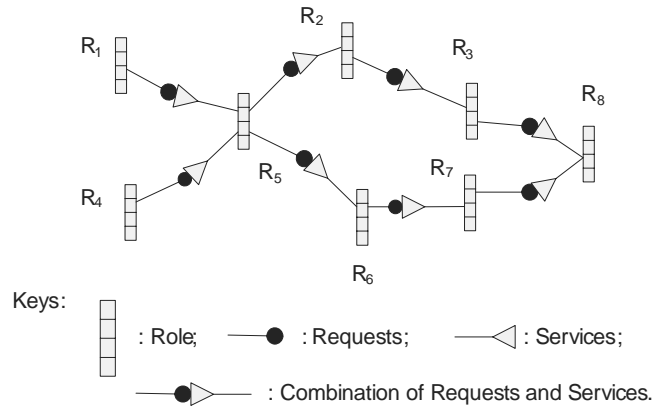 R2
R1
R3
R8
R5
R7
R4
R6
Keys:
: Role;
: Requests;
: Services;
: Combination of Requests and Services.